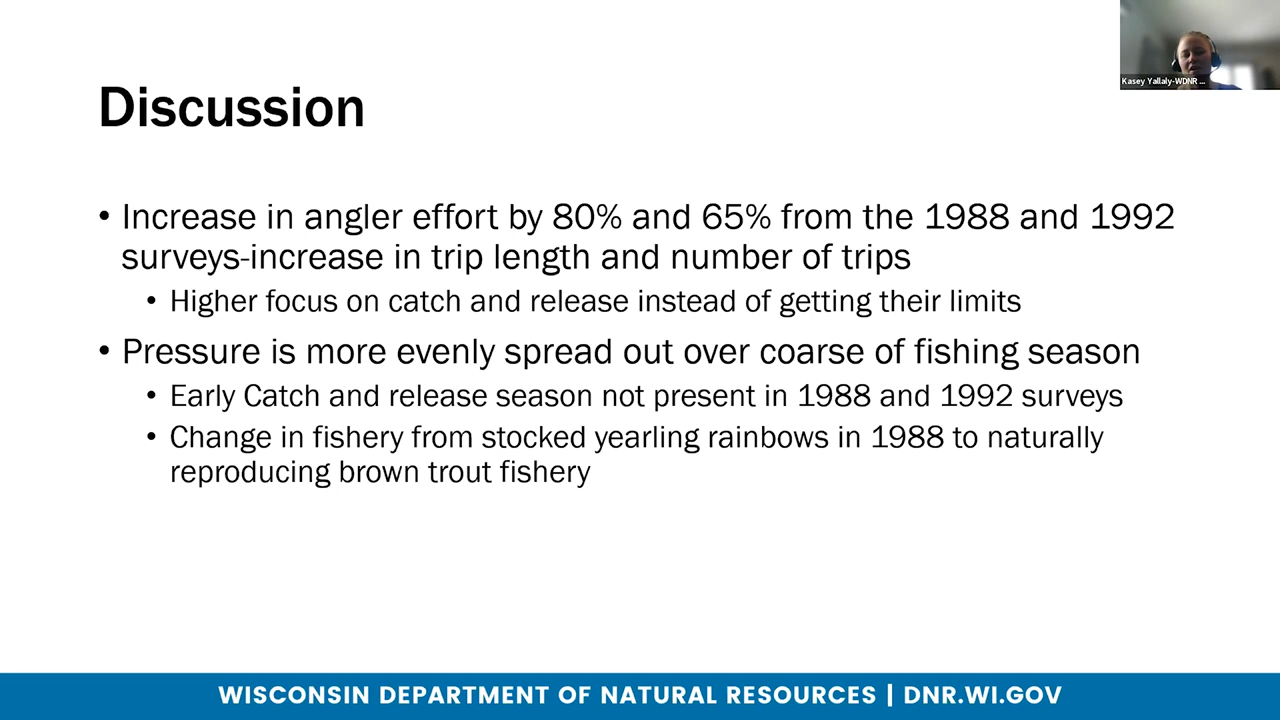 Kasey Yallaly-WDNR ...
Discussion
• Increase in angler effort by 80% and 65% from the 1988 and 1992
surveys-increase in trip length and number of trips
• Higher focus on catch and release instead of getting their limits
• Pressure is more evenly spread out over coarse of fishing season
• Early Catch and release season not present in 1988 and 1992 surveys
• Change in fishery from stocked yearling rainbows in 1988 to naturally
reproducing brown trout fishery
WISCONSIN DEPARTMENT OF NATURAL RESOURCES | DNR.WI.GOV